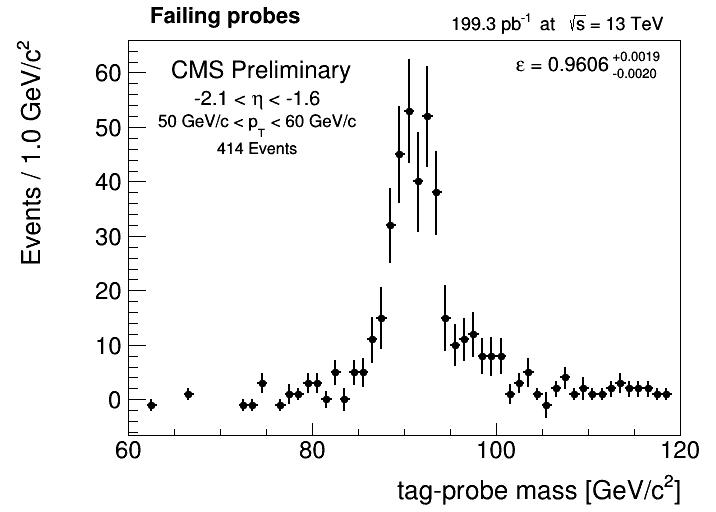 Failing probes
199.3 pb⁻¹ at √s = 13 TeV
CMS Preliminary
-2.1 < η < -1.6
50 GeV/c < p_T < 60 GeV/c
414 Events
ε = 0.9606 +0.0019 -0.0020
Events / 1.0 GeV/c²
60
50
40
30
20
10
0
60 80 100 120
tag-probe mass [GeV/c²]